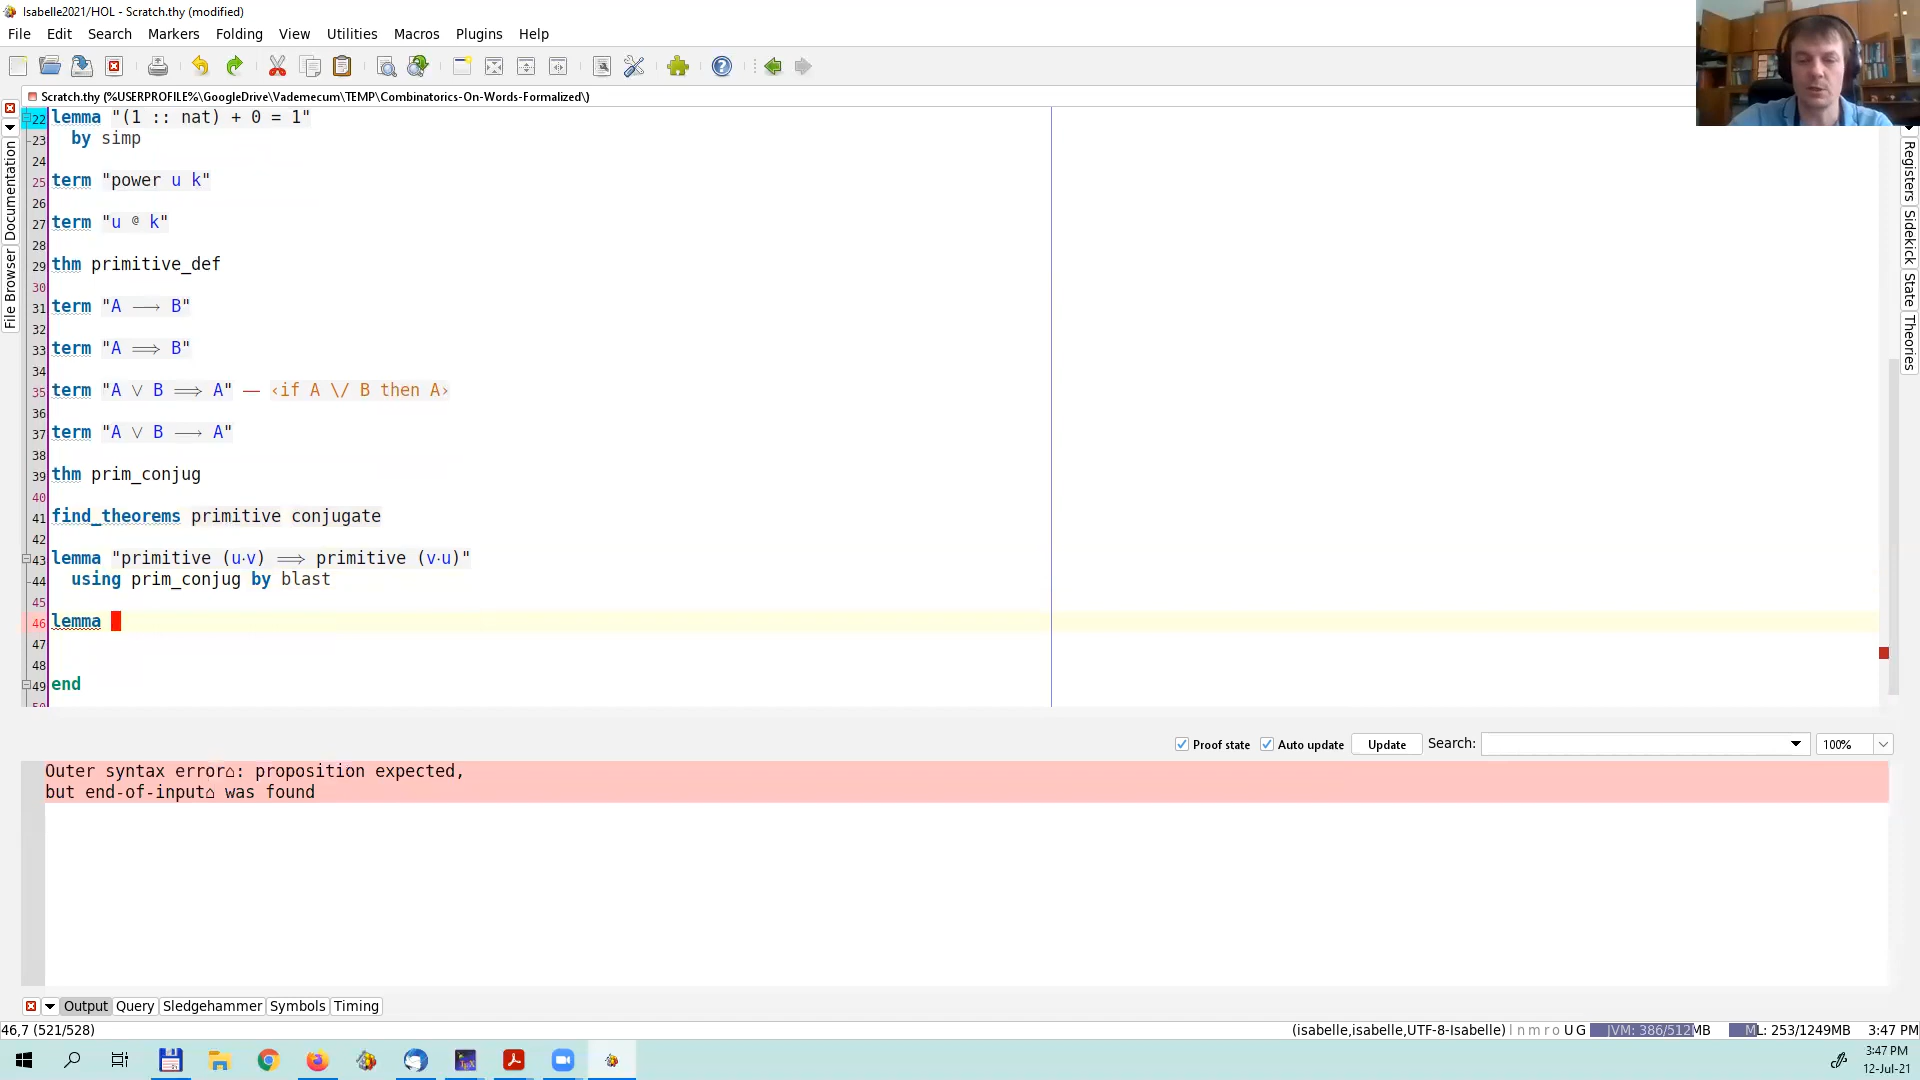 Isabelle2021/HOL - Scratch.thy (modified)
File Edit Search Markers Folding View Utilities Macros Plugins Help
Scratch.thy (%USERPROFILE%\GoogleDrive\Vademecum\TEMP\Combinatorics-On-Words-Formalized\)
22 lemma "(1 :: nat) + 0 = 1"
23 by simp
24
25 term "power u k"
26
27 term "u @ k"
28
29 thm primitive_def
30
31 term "A ⟶ B"
32
33 term "A ⟹ B"
34
35 term "A ∨ B ⟹ A" — ‹if A \/ B then A›
36
37 term "A ∨ B ⟶ A"
38
39 thm prim_conjug
40
41 find_theorems primitive conjugate
42
43 lemma "primitive (u·v) ⟹ primitive (v·u)"
44 using prim_conjug by blast
45
46 lemma
47
48
49 end
50
File Browser Documentation
Registers Sidekick State Theories
Proof state Auto update Update Search: 100%
Outer syntax error⌂: proposition expected,
but end-of-input⌂ was found
Output Query Sledgehammer Symbols Timing
46,7 (521/528) (isabelle,isabelle,UTF-8-Isabelle) l n m r o U G JVM: 386/512MB ML: 253/1249MB 3:47 PM
3:47 PM
12-Jul-21